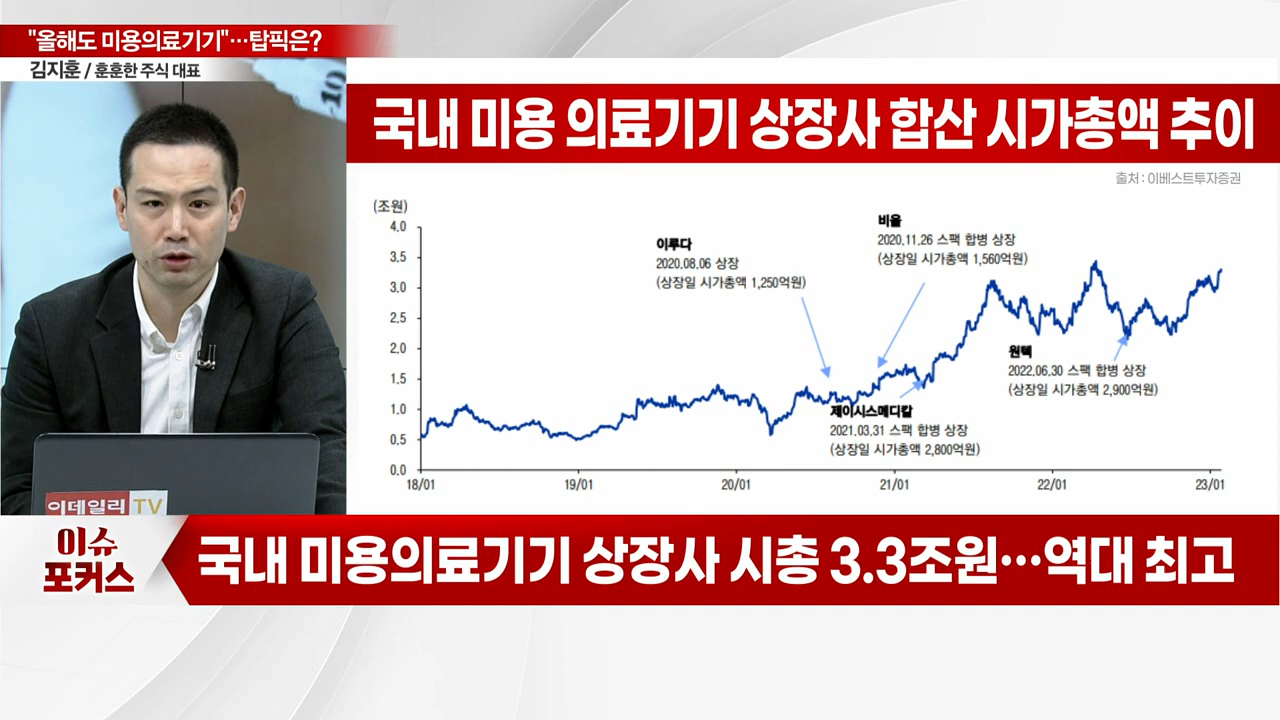 "올해도 미용의료기기"…탑픽은?
김지훈 / 훈훈한 주식 대표
-10
국내 미용 의료기기 상장사 합산 시가총액 추이
출처 : 이베스트투자증권
(조원)
4.0
3.5
3.0
2.5
2.0
1.5
1.0
0.5
0.0
18/01
19/01
20/01
21/01
22/01
23/01
이루다
2020.08.06 상장
(상장일 시가총액 1,250억원)
비올
2020.11.26 스팩 합병 상장
(상장일 시가총액 1,560억원)
제이시스메디칼
2021.03.31 스팩 합병 상장
(상장일 시가총액 2,800억원)
원텍
2022.06.30 스팩 합병 상장
(상장일 시가총액 2,900억원)
이데일리 TV
이슈
포커스
국내 미용의료기기 상장사 시총 3.3조원…역대 최고